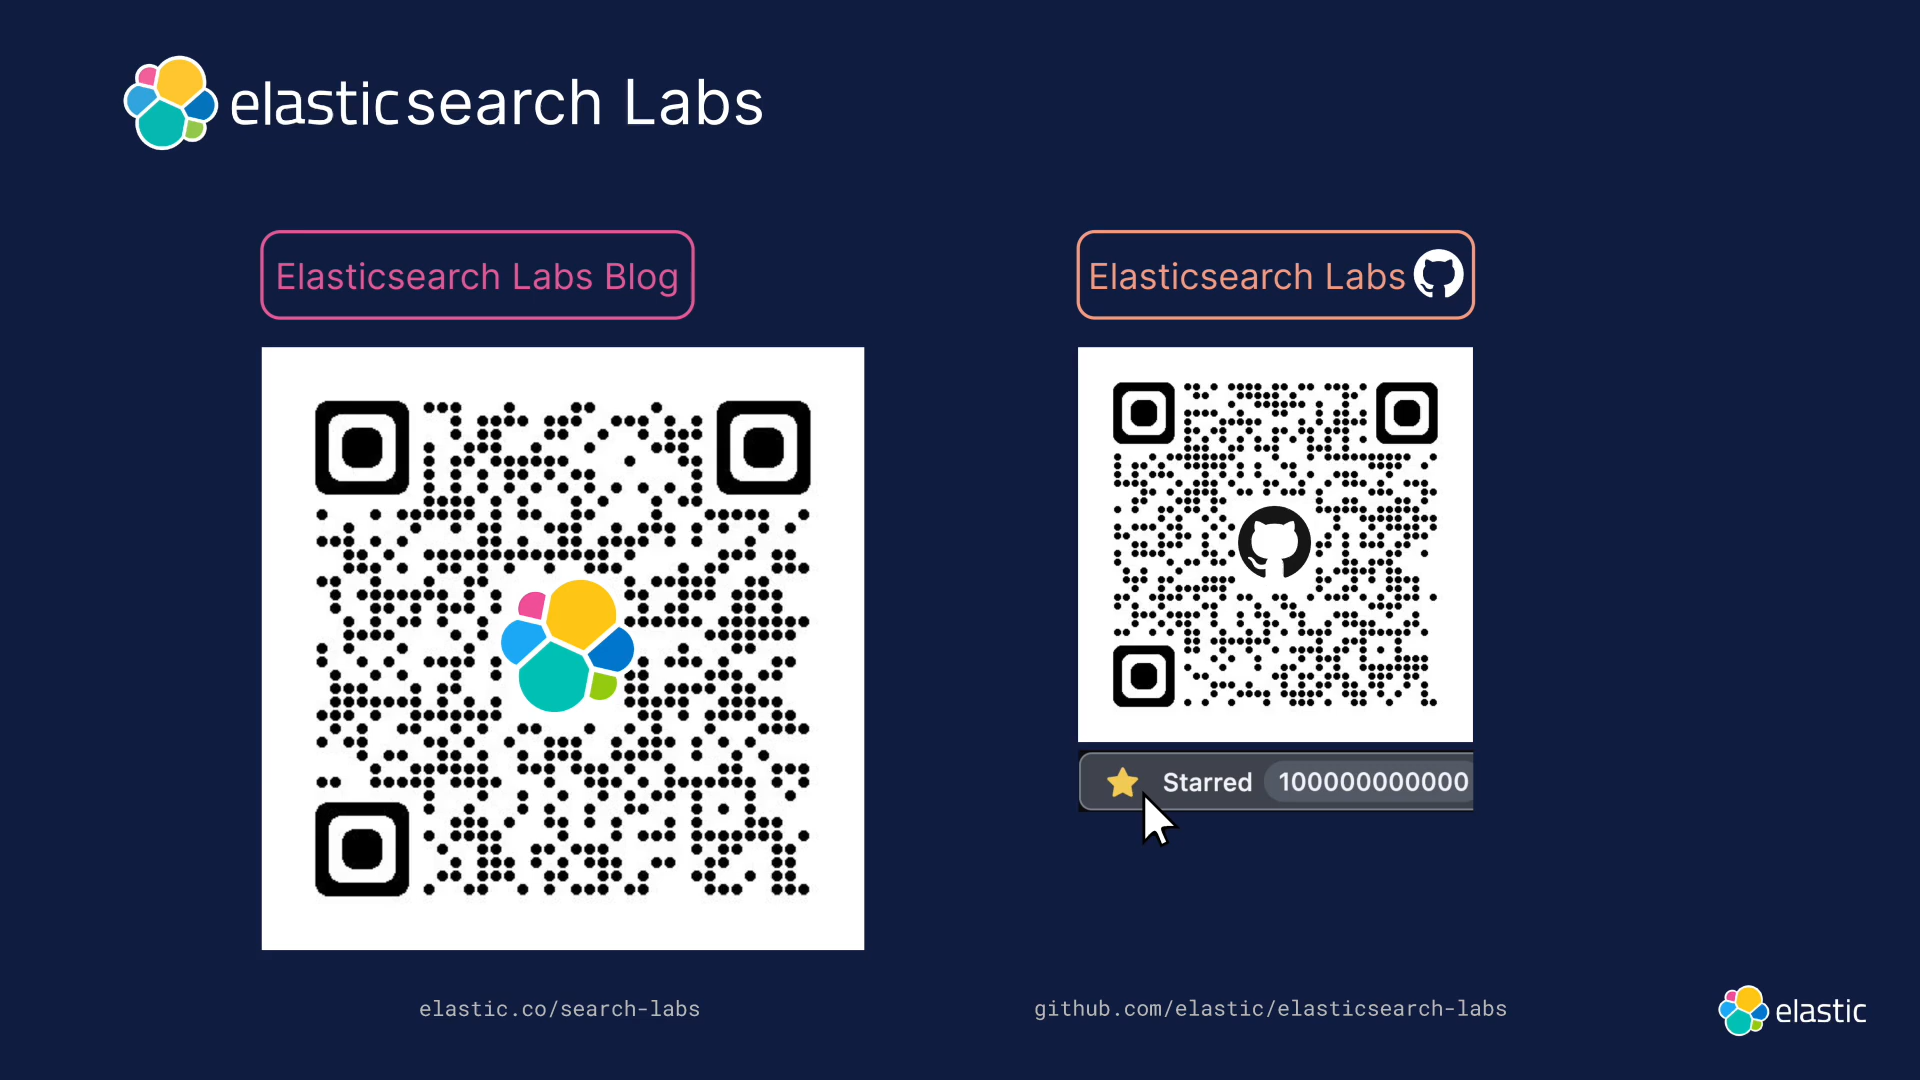 elasticsearch Labs
Elasticsearch Labs Blog
Elasticsearch Labs
Starred 100000000000
elastic.co/search-labs
github.com/elastic/elasticsearch-labs
elastic